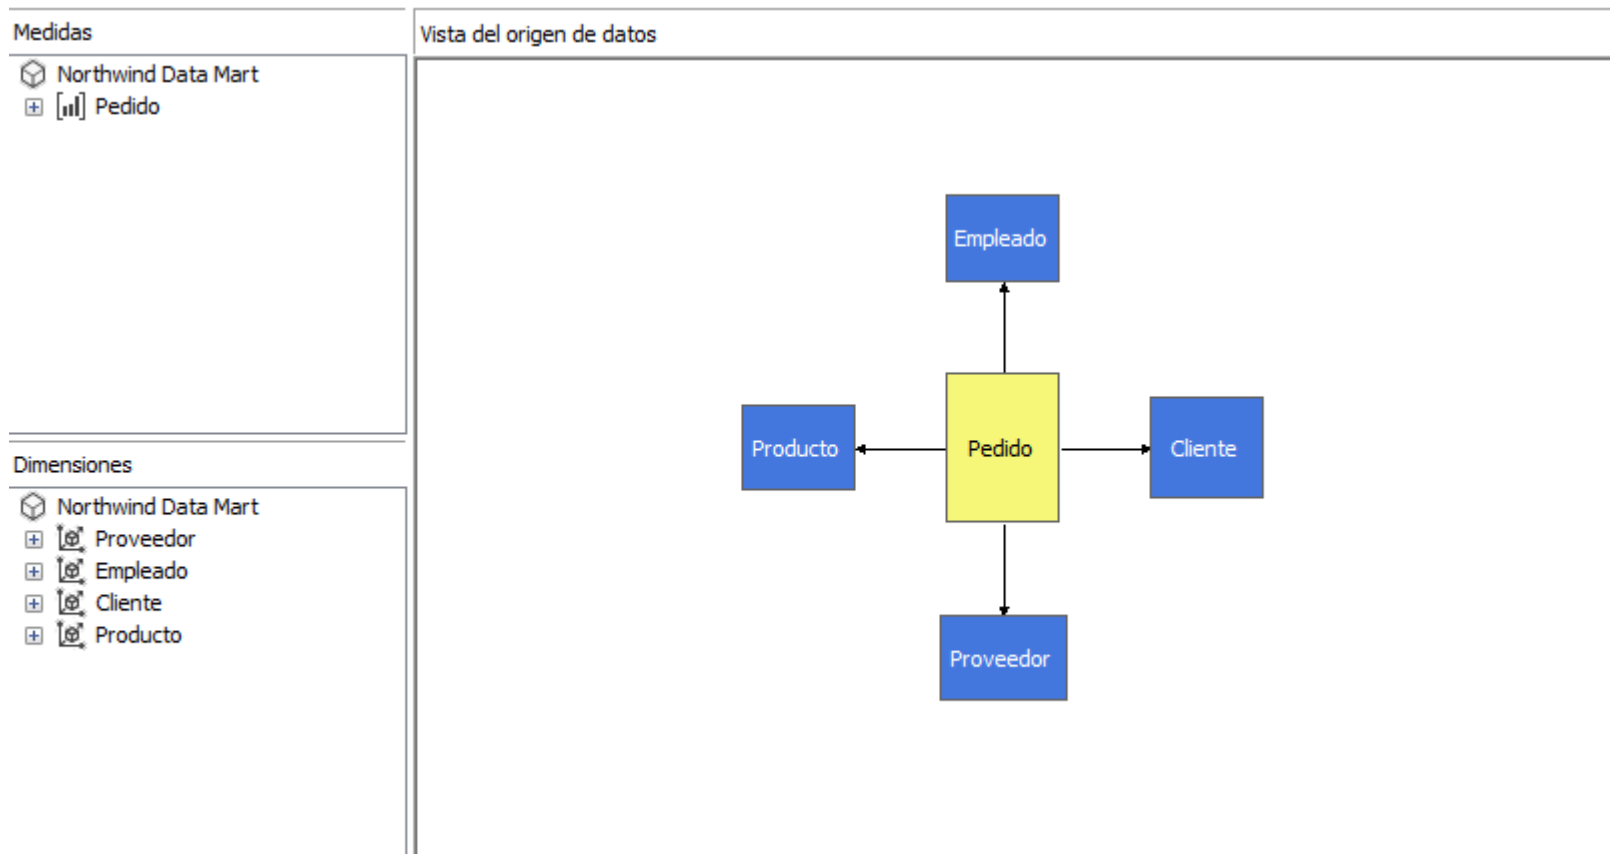 Medidas
Northwind Data Mart
Pedido
Dimensiones
Northwind Data Mart
Proveedor
Empleado
Cliente
Producto
Vista del origen de datos
Empleado
Producto
Pedido
Cliente
Proveedor